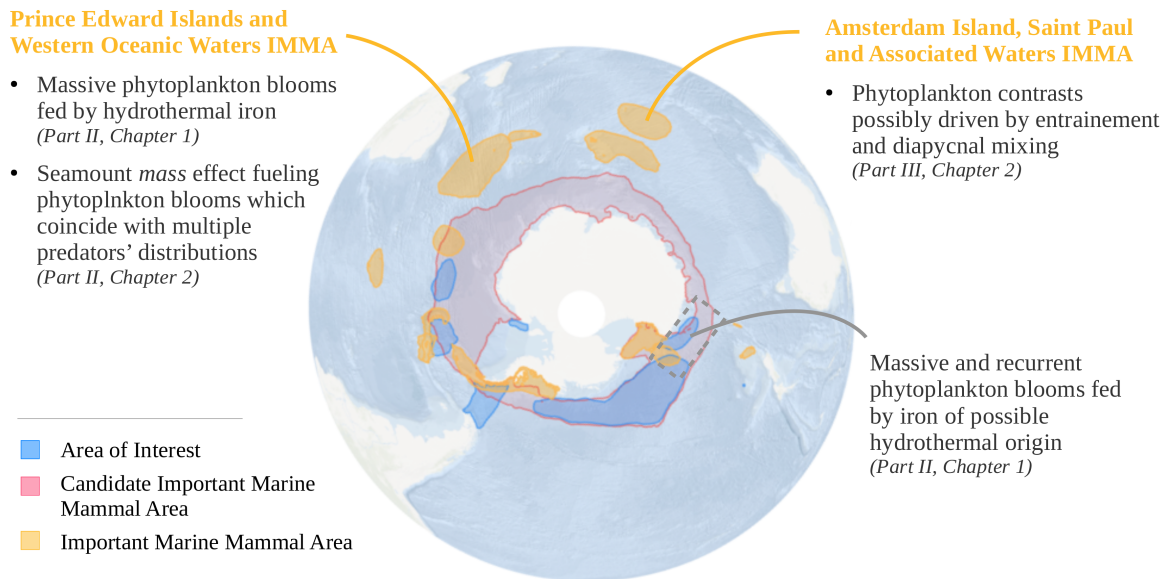 Prince Edward Islands and
Western Oceanic Waters IMMA
• Massive phytoplankton blooms
fed by hydrothermal iron
(Part II, Chapter 1)
• Seamount mass effect fueling
phytoplnkton blooms which
coincide with multiple
predators’ distributions
(Part II, Chapter 2)
Amsterdam Island, Saint Paul
and Associated Waters IMMA
• Phytoplankton contrasts
possibly driven by entrainement
and diapycnal mixing
(Part III, Chapter 2)
Massive and recurrent
phytoplankton blooms fed
by iron of possible
hydrothermal origin
(Part II, Chapter 1)
Area of Interest
Candidate Important Marine
Mammal Area
Important Marine Mammal Area